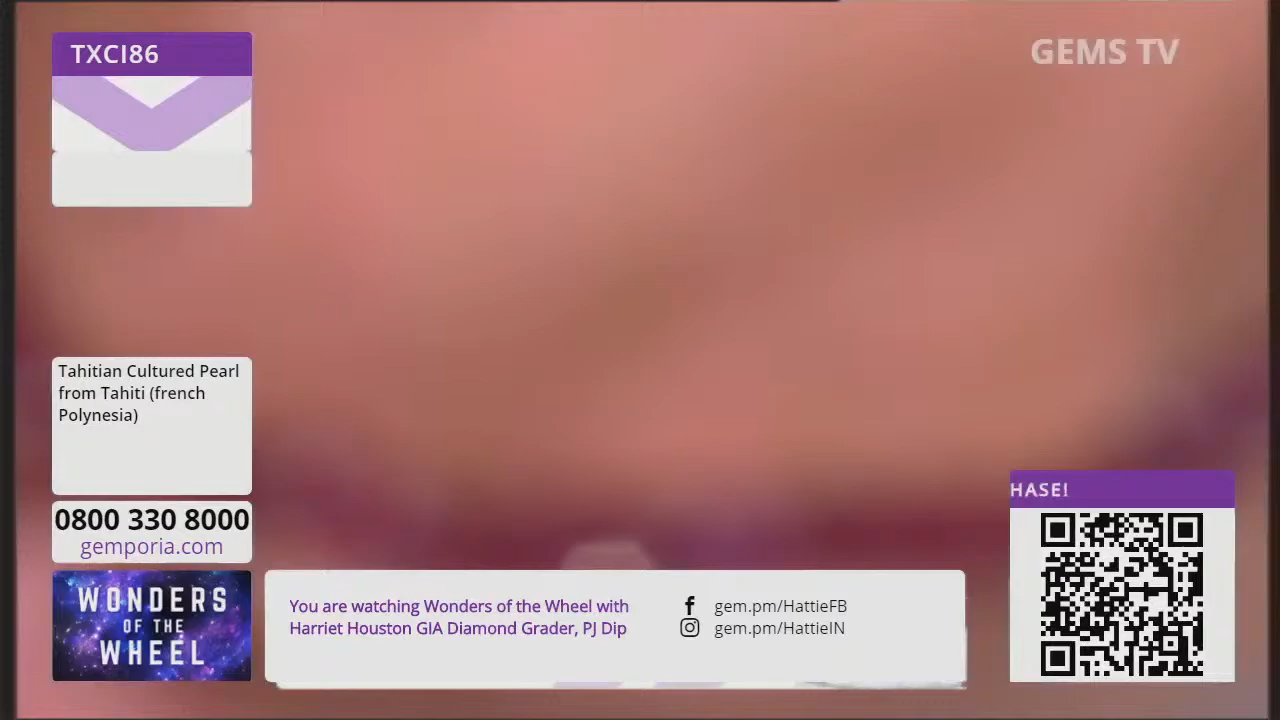 TXCI86
GEMS TV
Tahitian Cultured Pearl
from Tahiti (french
Polynesia)
0800 330 8000
gemporia.com
WONDERS
OF THE
WHEEL
You are watching Wonders of the Wheel with
Harriet Houston GIA Diamond Grader, PJ Dip
gem.pm/HattieFB
gem.pm/HattieIN
HASE!